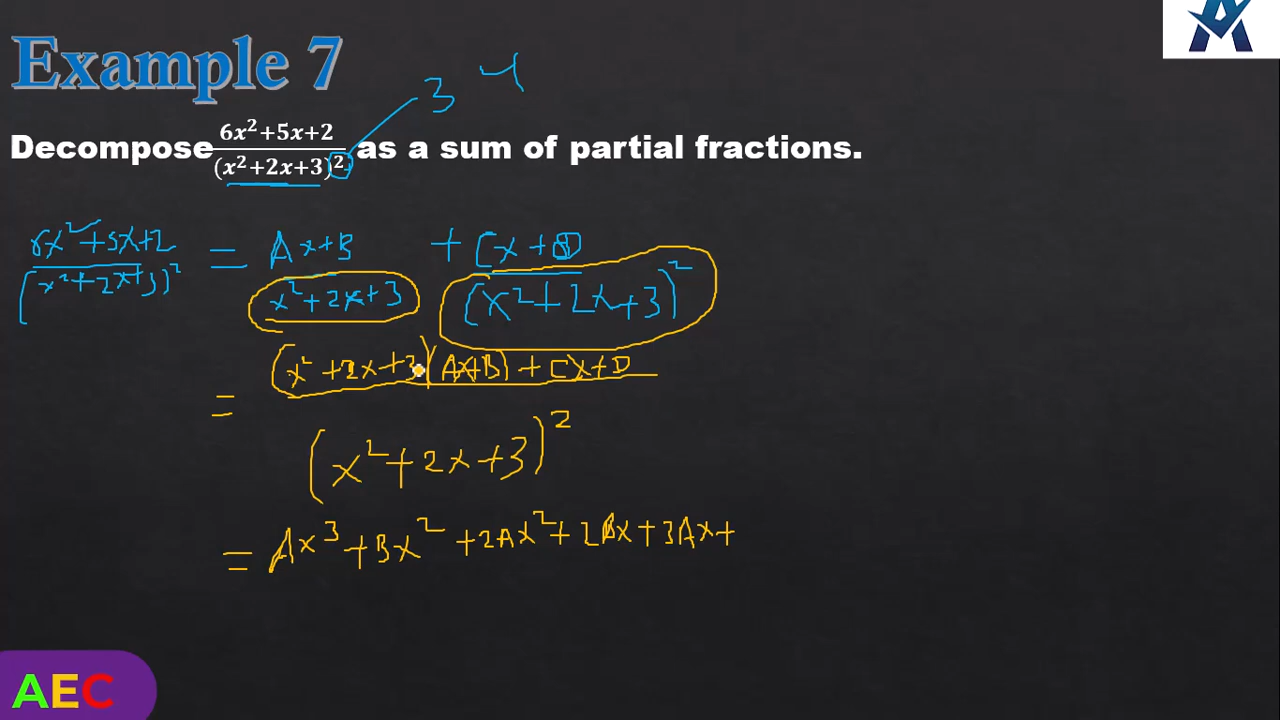 Example 7
3 4
Decompose (6x²+5x+2)/(x²+2x+3)² as a sum of partial fractions.
(6x²+5x+2)/(x²+2x+3)² = (Ax+B)/(x²+2x+3) + (Cx+D)/(x²+2x+3)²
= ((x²+2x+3)(Ax+B) + Cx+D)/(x²+2x+3)²
= Ax³ + Bx² + 2Ax² + 2Bx + 3Ax +
AEC